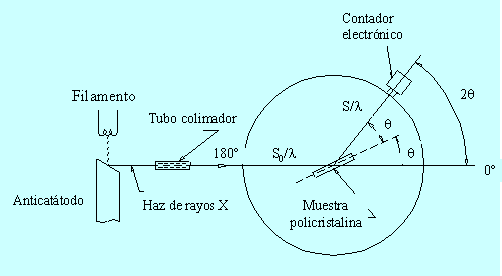 Contador
electrónico
Filamento
Tubo colimador
S/λ
θ
2θ
180°
S₀/λ
θ
0°
Anticatátodo
Haz de rayos X
Muestra
policristalina